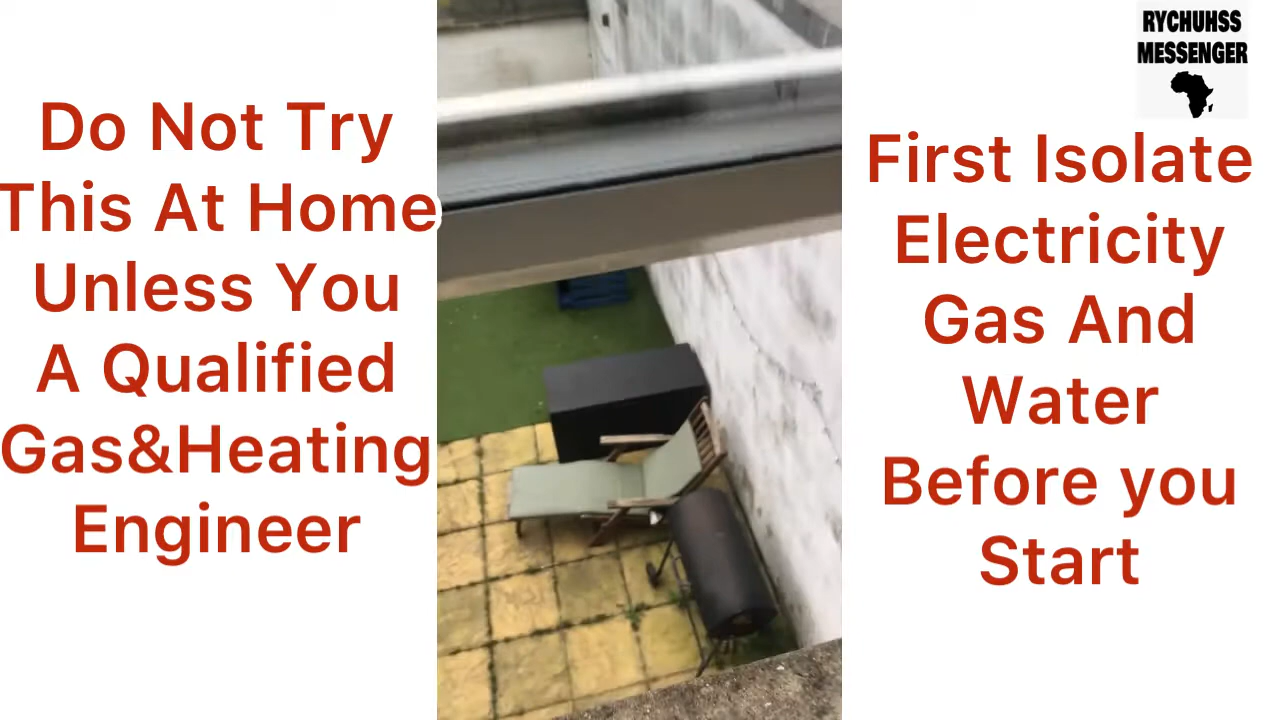 Do Not Try
This At Home
Unless You
A Qualified
Gas&Heating
Engineer
RYCHUHSS
MESSENGER
First Isolate
Electricity
Gas And
Water
Before you
Start